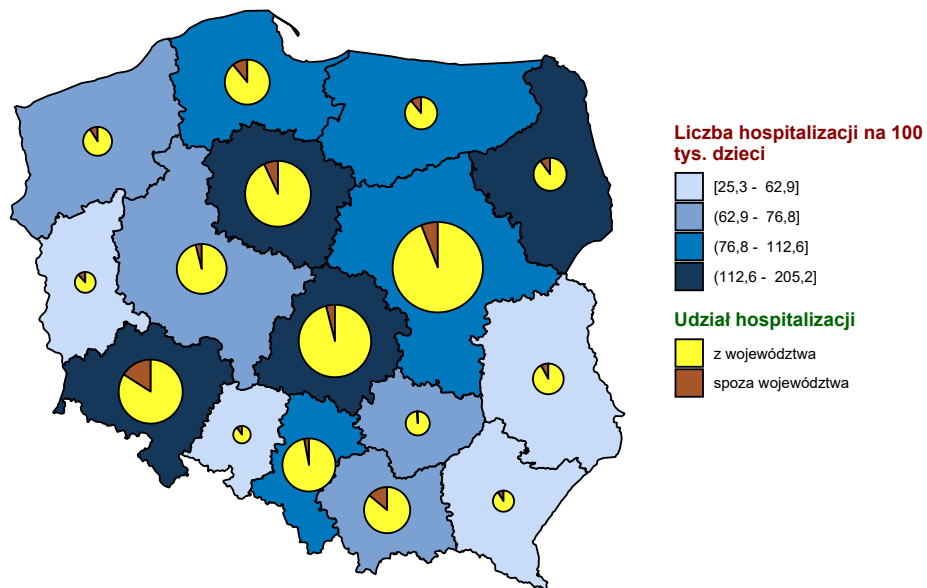 Liczba hospitalizacji na 100
tys. dzieci
[25,3 - 62,9]
(62,9 - 76,8]
(76,8 - 112,6]
(112,6 - 205,2]
Udział hospitalizacji
z województwa
spoza województwa